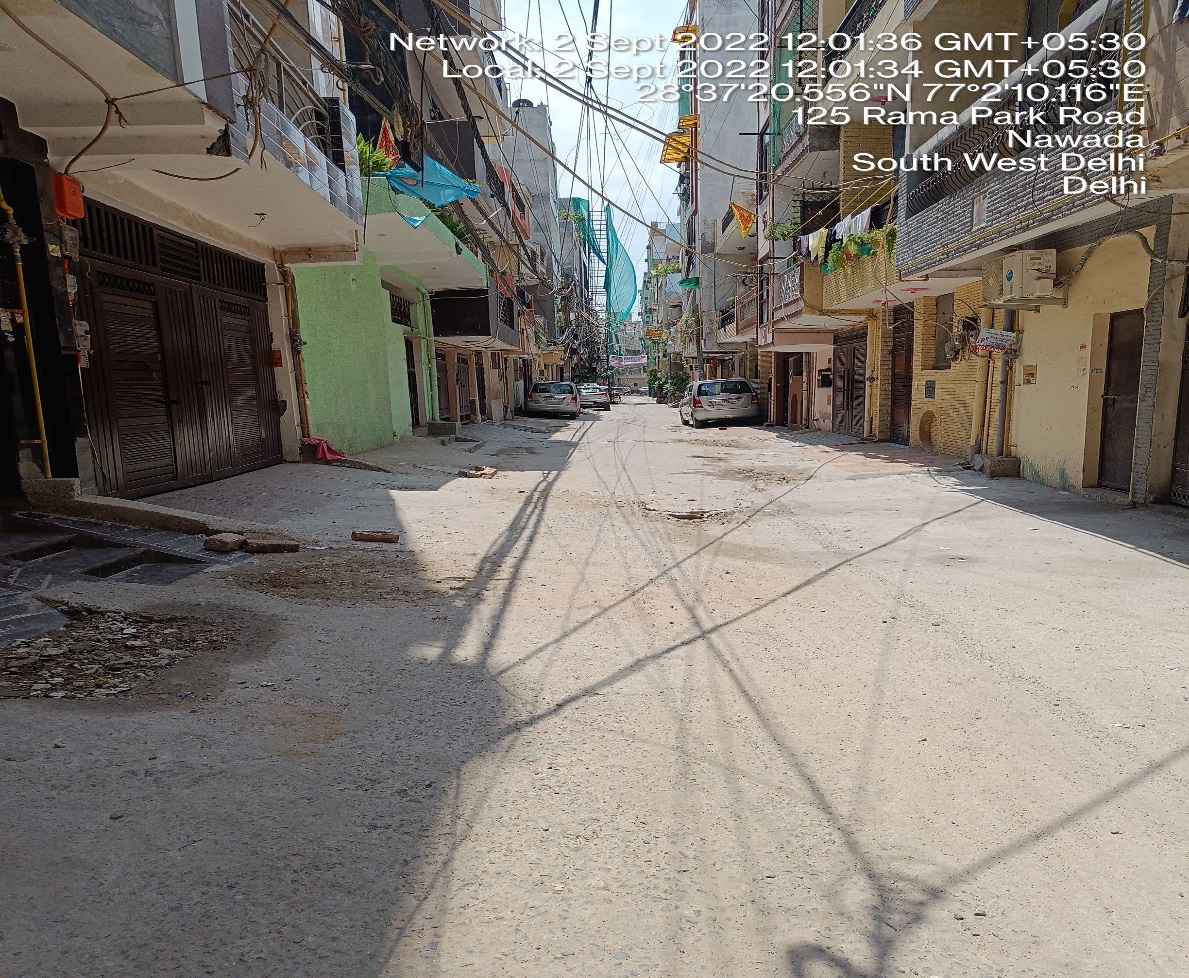 Network: 2 Sept 2022 12:01:36 GMT+05:30
Local: 2 Sept 2022 12:01:34 GMT+05:30
28°37'20.556"N 77°2'10.116"E
125 Rama Park Road
Nawada
South West Delhi
Delhi